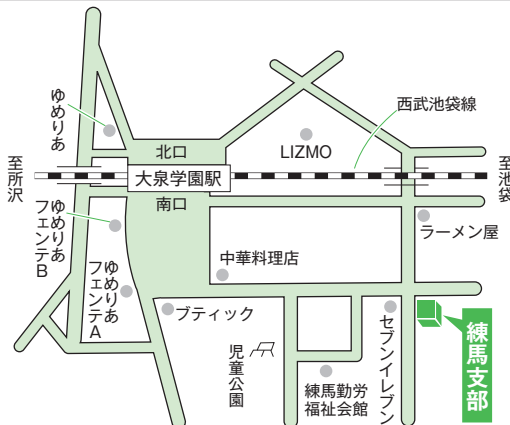 ゆめりあ
北口
LIZMO
西武池袋線
至所沢
大泉学園駅
至池袋
南口
ゆめりあ
フェンテB
ラーメン屋
中華料理店
ゆめりあ
フェンテA
ブティック
児童公園
練馬勤労
福祉会館
セブンイレブン
練馬支部